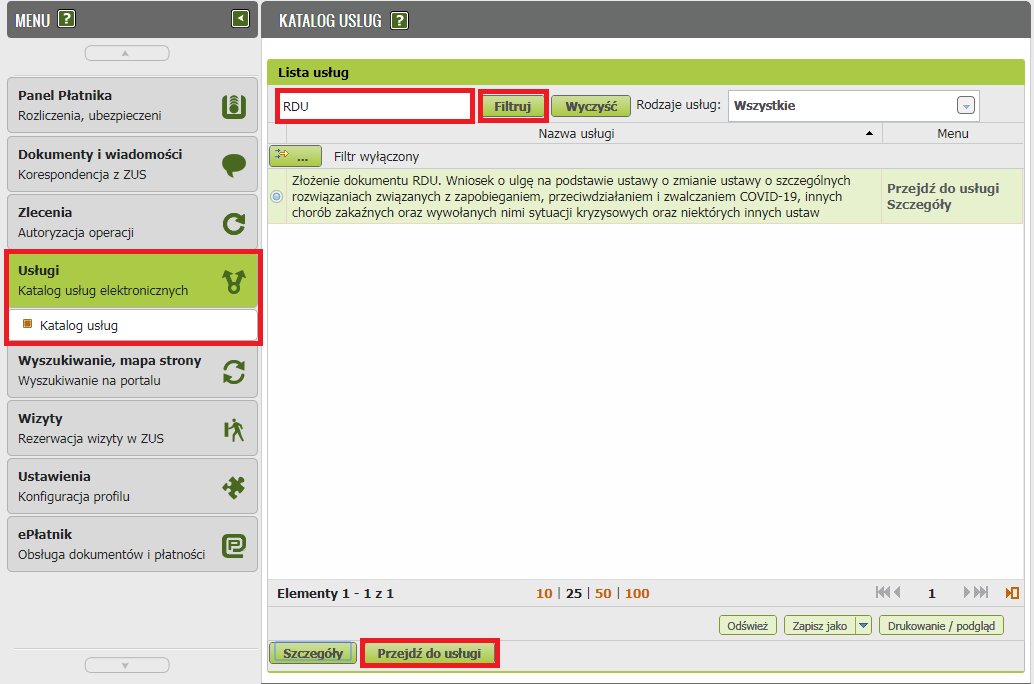 MENU ?
KATALOG USŁUG ?
Panel Płatnika
Rozliczenia, ubezpieczeni
Dokumenty i wiadomości
Korespondencja z ZUS
Zlecenia
Autoryzacja operacji
Usługi
Katalog usług elektronicznych
Katalog usług
Wyszukiwanie, mapa strony
Wyszukiwanie na portalu
Wizyty
Rezerwacja wizyty w ZUS
Ustawienia
Konfiguracja profilu
ePłatnik
Obsługa dokumentów i płatności
Lista usług
RDU Filtruj Wyczyść Rodzaje usług: Wszystkie
Nazwa usługi Menu
... Filtr wyłączony
Złożenie dokumentu RDU. Wniosek o ulgę na podstawie ustawy o zmianie ustawy o szczególnych
rozwiązaniach związanych z zapobieganiem, przeciwdziałaniem i zwalczaniem COVID-19, innych
chorób zakaźnych oraz wywołanych nimi sytuacji kryzysowych oraz niektórych innych ustaw
Przejdź do usługi
Szczegóły
Elementy 1 - 1 z 1 10 | 25 | 50 | 100 1
Odśwież Zapisz jako Drukowanie / podgląd
Szczegóły Przejdź do usługi